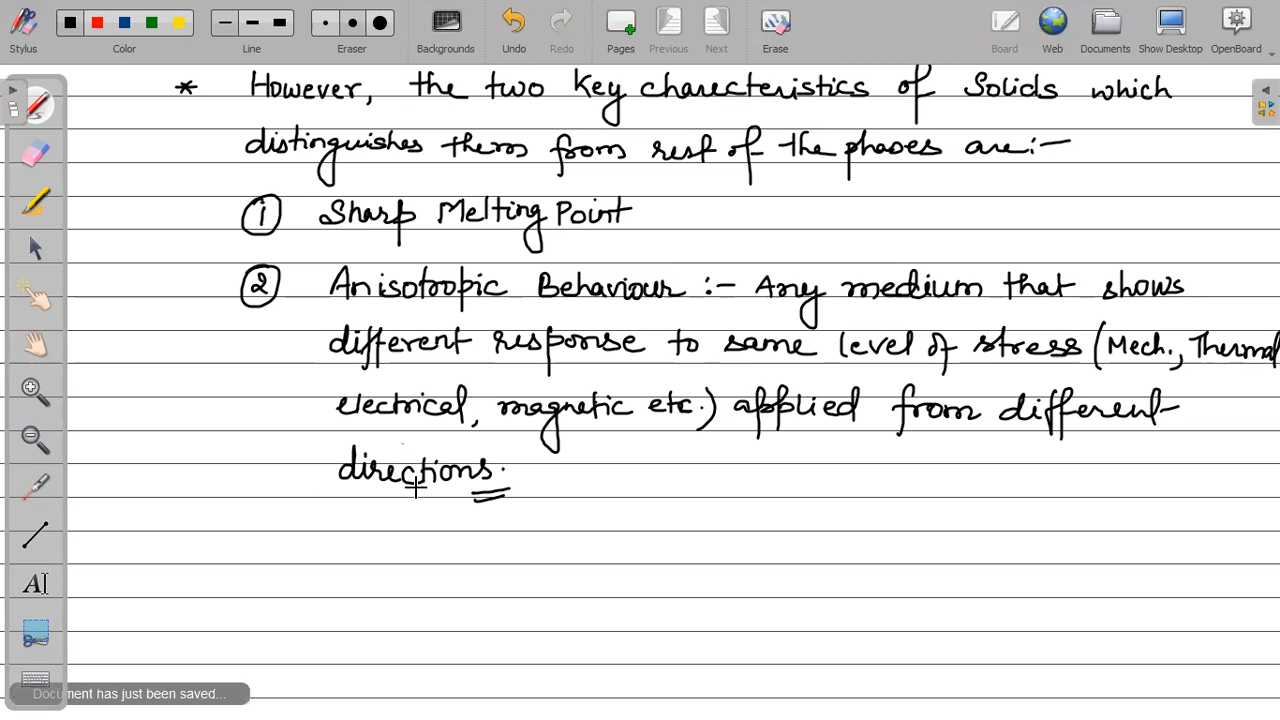 Stylus Color Line Eraser Backgrounds Undo Redo Pages Previous Next Erase Board Web Documents Show Desktop OpenBoard
* However, the two Key charecteristics of Solids which
distinguishes them from rest of the phases are:-
① Sharp Melting Point
② Anisotropic Behaviour :- Any medium that shows
different response to same level of stress (Mech., Thermal
electrical, magnetic etc.) applied from different
directions.
Document has just been saved...